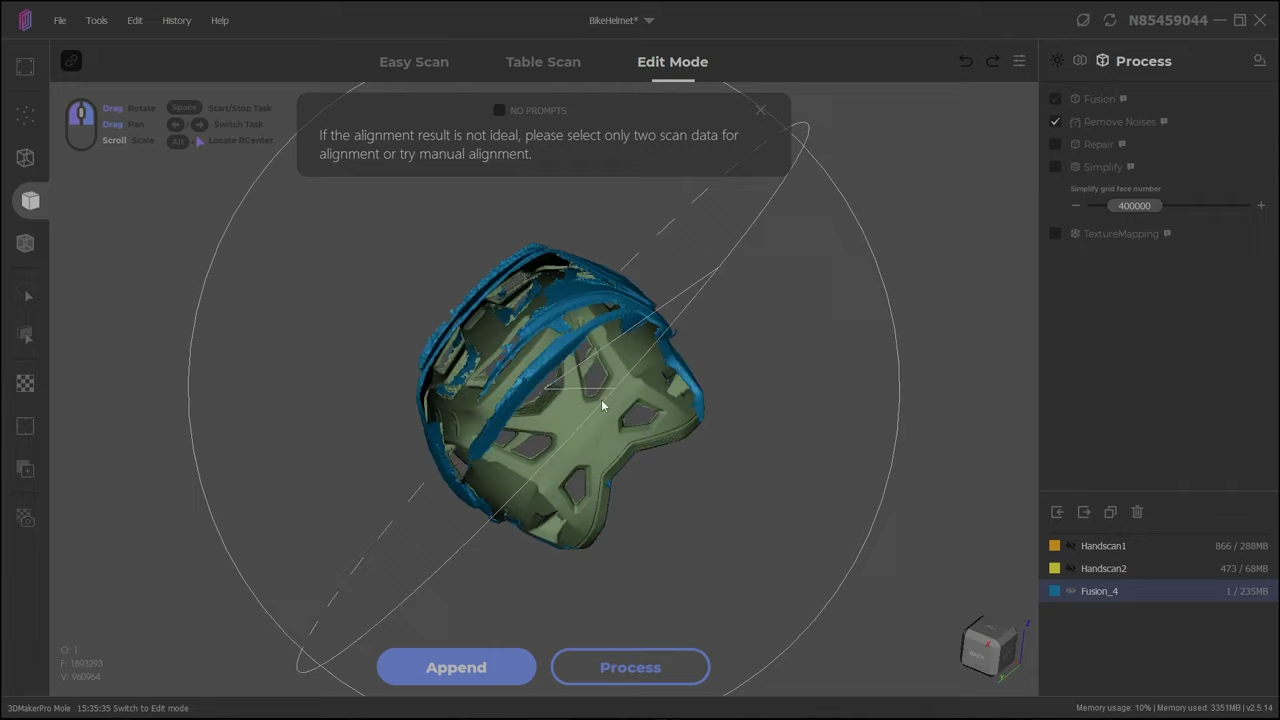 File Tools Edit History Help
BikeHelmet*
N85459044
Easy Scan Table Scan Edit Mode
Process
Drag Rotate Space Start/Stop Task
Drag Pan / Switch Task
Scroll Scale Alt + Locate RCenter
NO PROMPTS
If the alignment result is not ideal, please select only two scan data for
alignment or try manual alignment.
Fusion
Remove Noises
Repair
Simplify
Simplify grid face number
400000
TextureMapping
Handscan1 866 / 288MB
Handscan2 473 / 68MB
Fusion_4 1 / 235MB
BACK
X
Z
Y
O: 1
F: 1893293
V: 960964
Append Process
3DMakerPro Mole 15:35:35 Switch to Edit mode
Memory usage: 10% | Memory used: 3351MB | v2.5.14